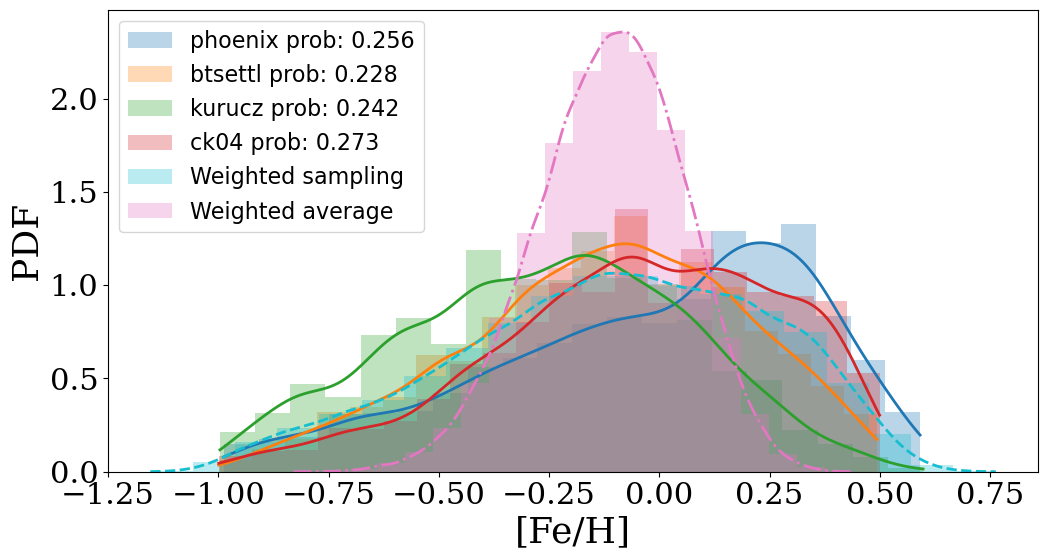 phoenix prob: 0.256
btsettl prob: 0.228
kurucz prob: 0.242
ck04 prob: 0.273
Weighted sampling
Weighted average
PDF
2.0
1.5
1.0
0.5
0.0
−1.25 −1.00 −0.75 −0.50 −0.25 0.00 0.25 0.50 0.75
[Fe/H]